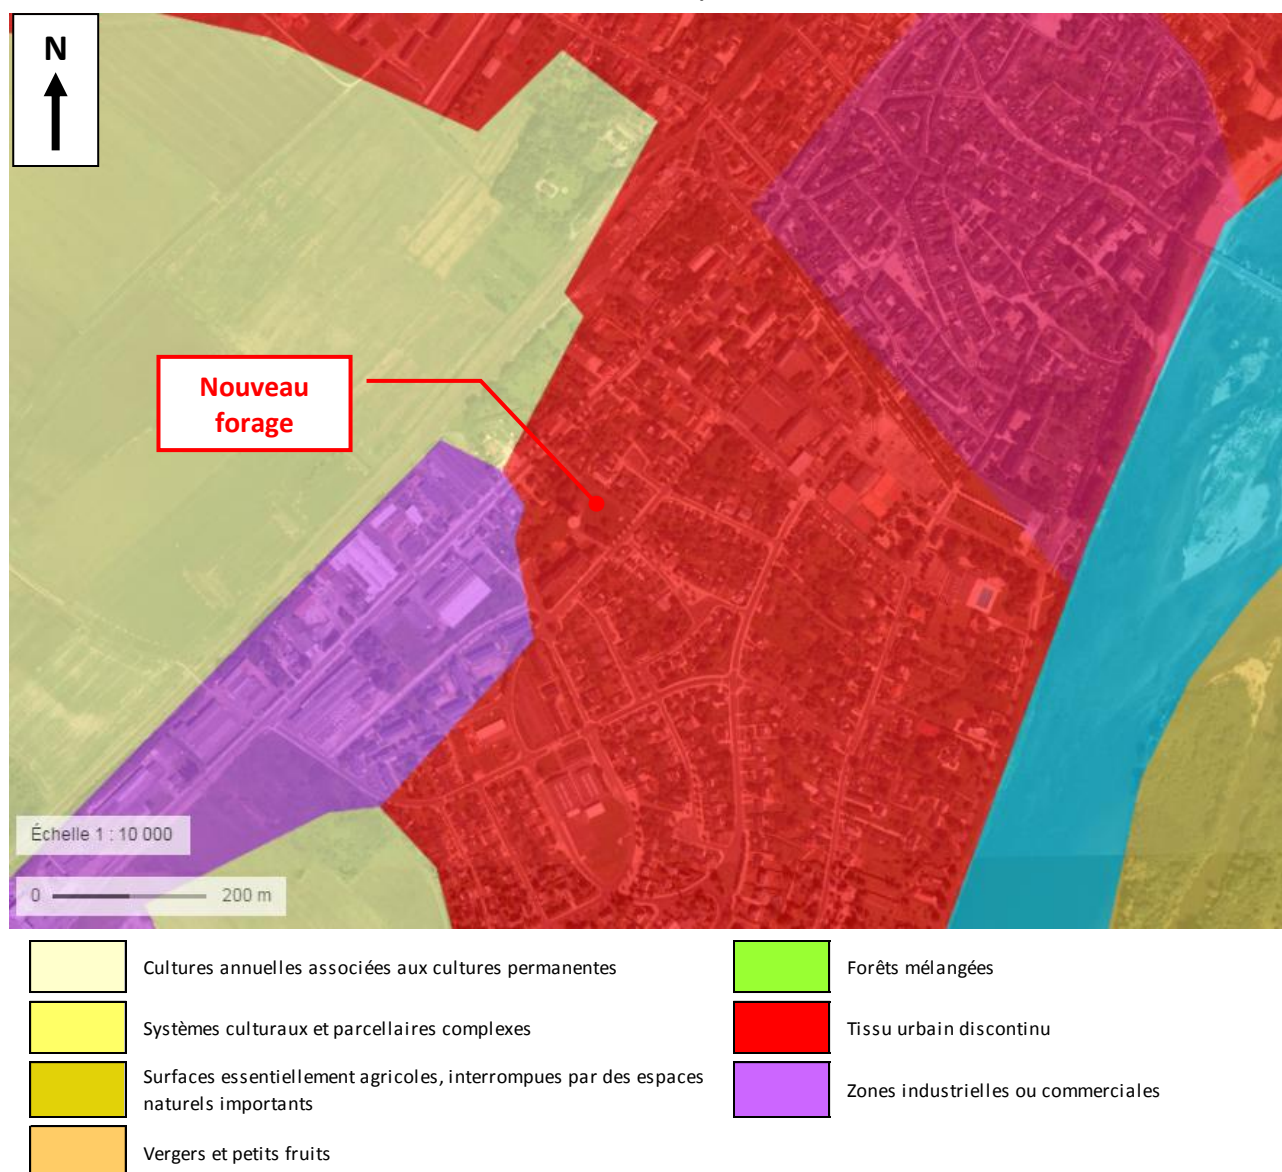 N
Nouveau
forage
Échelle 1 : 10 000
0 200 m
Cultures annuelles associées aux cultures permanentes
Systèmes culturaux et parcellaires complexes
Surfaces essentiellement agricoles, interrompues par des espaces
naturels importants
Vergers et petits fruits
Forêts mélangées
Tissu urbain discontinu
Zones industrielles ou commerciales